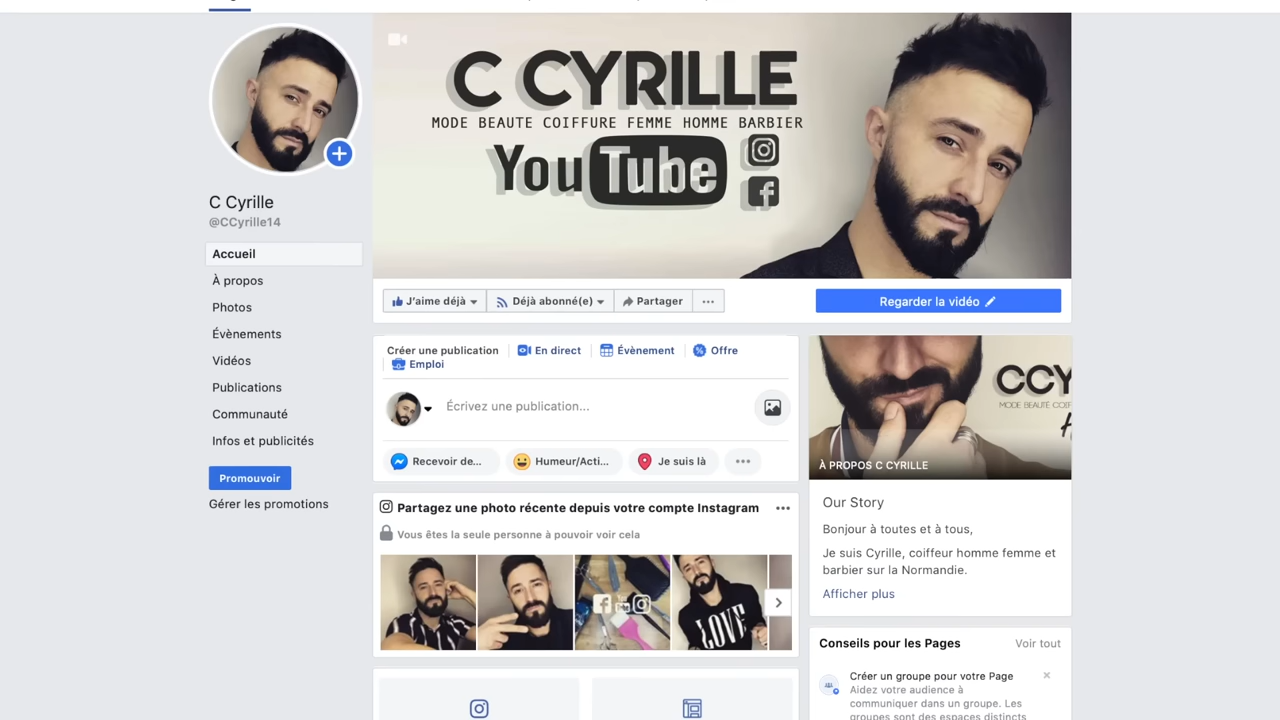 C CYRILLE
MODE BEAUTE COIFFURE FEMME HOMME BARBIER
YouTube
C Cyrille
@CCyrille14
Accueil
À propos
Photos
Évènements
Vidéos
Publications
Communauté
Infos et publicités
Promouvoir
Gérer les promotions
J'aime déjà
Déjà abonné(e)
Partager
Regarder la vidéo
Créer une publication
En direct
Évènement
Offre
Emploi
Écrivez une publication...
Recevoir de...
Humeur/Acti...
Je suis là
Partagez une photo récente depuis votre compte Instagram
Vous êtes la seule personne à pouvoir voir cela
You Tube
LOVE
CCY
MODE BEAUTÉ COIF
À PROPOS C CYRILLE
Our Story
Bonjour à toutes et à tous,
Je suis Cyrille, coiffeur homme femme et
barbier sur la Normandie.
Afficher plus
Conseils pour les Pages
Voir tout
Créer un groupe pour votre Page
Aidez votre audience à
communiquer dans un groupe. Les
groupes sont des espaces distincts